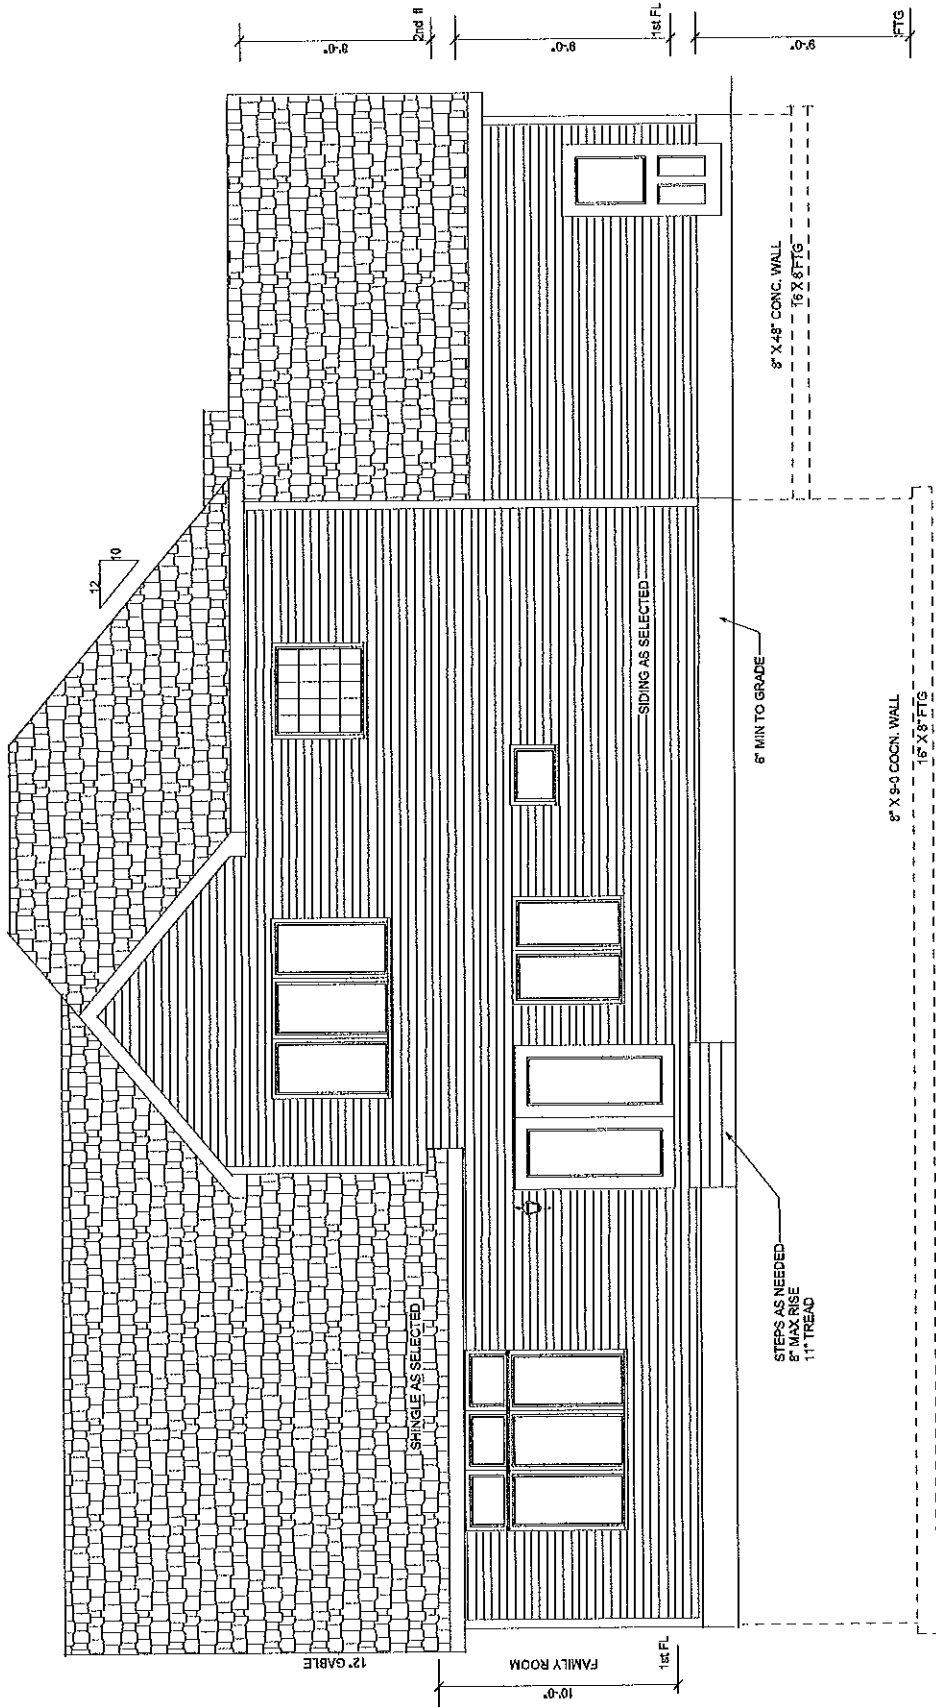 12
10
2nd fl
8'-0"
1st FL
9'-0"
FTG
9'-0"
SHINGLE AS SELECTED
SIDING AS SELECTED
12" GABLE
FAMILY ROOM
10'-0"
1st FL
STEPS AS NEEDED
8" MAX RISE
11" TREAD
6" MIN TO GRADE
8" X 48" CONC. WALL
16 X 8 FTG
8" X 9-0 COCN. WALL
16" X 8" FTG